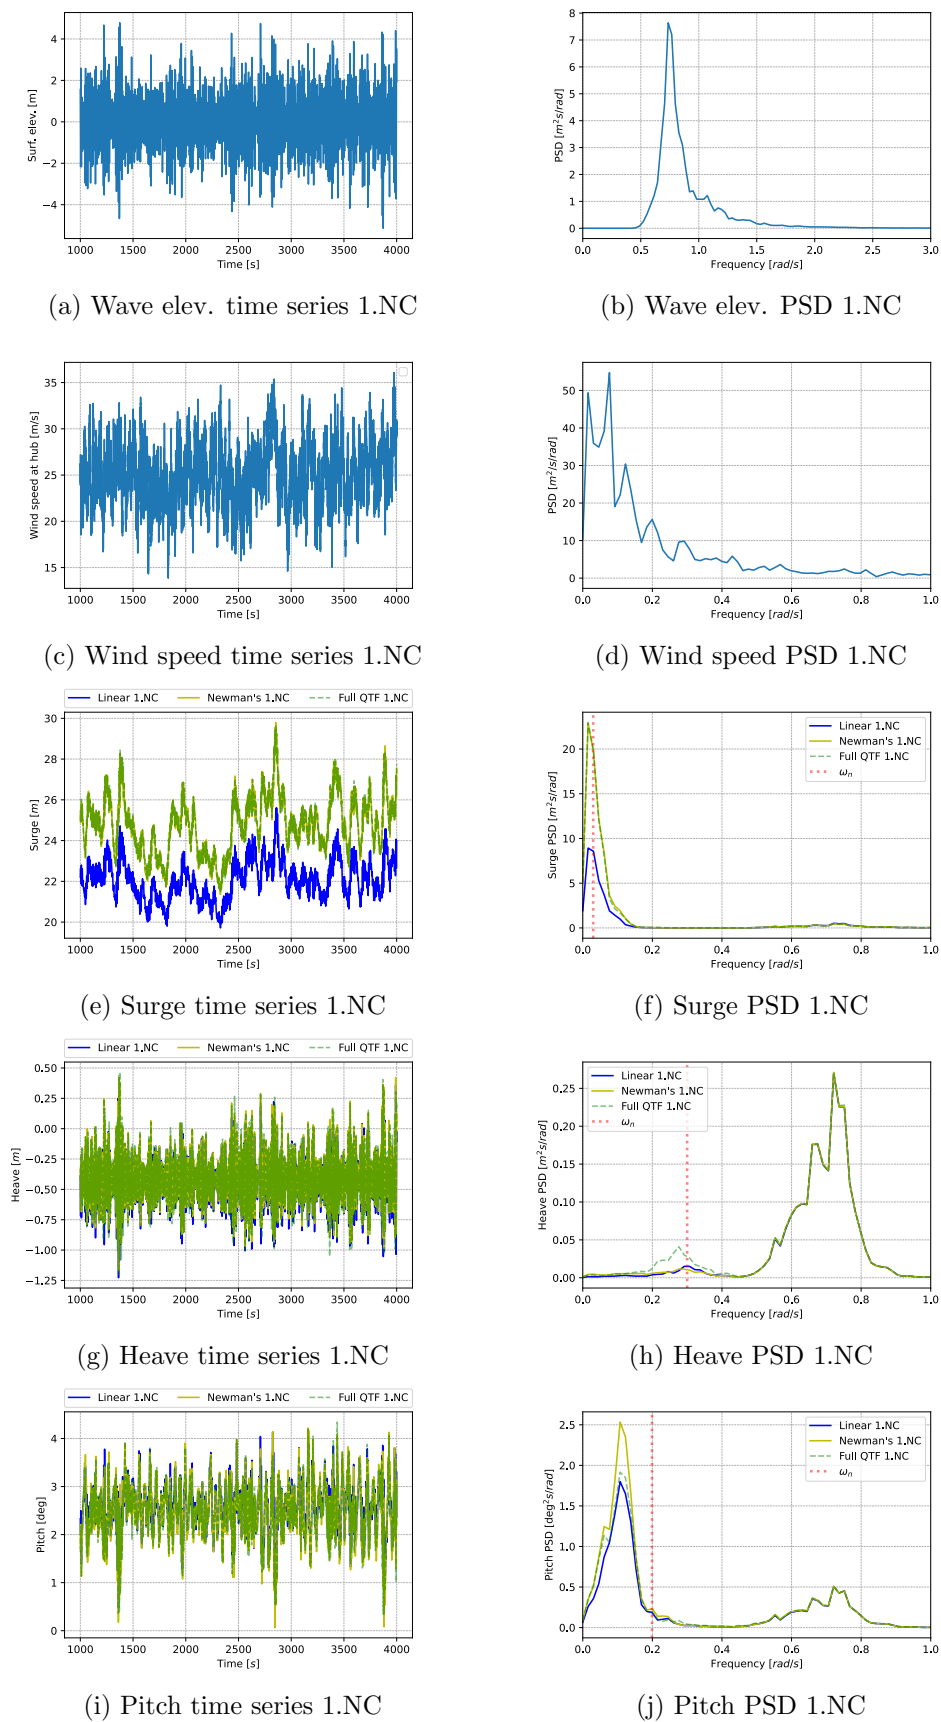 4
2
0
−2
−4
Surf. elev. [m]
1000 1500 2000 2500 3000 3500 4000
Time [s]
(a) Wave elev. time series 1.NC
8
7
6
5
4
3
2
1
0
PSD [m²s/rad]
0.0 0.5 1.0 1.5 2.0 2.5 3.0
Frequency [rad/s]
(b) Wave elev. PSD 1.NC
35
30
25
20
15
Wind speed at hub [m/s]
1000 1500 2000 2500 3000 3500 4000
Time [s]
(c) Wind speed time series 1.NC
50
40
30
20
10
0
PSD [m²/s/rad]
0.0 0.2 0.4 0.6 0.8 1.0
Frequency [rad/s]
(d) Wind speed PSD 1.NC
Linear 1.NC Newman's 1.NC Full QTF 1.NC
30
28
26
24
22
20
Surge [m]
1000 1500 2000 2500 3000 3500 4000
Time [s]
(e) Surge time series 1.NC
Linear 1.NC
Newman's 1.NC
Full QTF 1.NC
ωn
20
15
10
5
0
Surge PSD [m²s/rad]
0.0 0.2 0.4 0.6 0.8 1.0
Frequency [rad/s]
(f) Surge PSD 1.NC
Linear 1.NC Newman's 1.NC Full QTF 1.NC
0.50
0.25
0.00
−0.25
−0.50
−0.75
−1.00
−1.25
Heave [m]
1000 1500 2000 2500 3000 3500 4000
Time [s]
(g) Heave time series 1.NC
Linear 1.NC
Newman's 1.NC
Full QTF 1.NC
ωn
0.25
0.20
0.15
0.10
0.05
0.00
Heave PSD [m²s/rad]
0.0 0.2 0.4 0.6 0.8 1.0
Frequency [rad/s]
(h) Heave PSD 1.NC
Linear 1.NC Newman's 1.NC Full QTF 1.NC
4
3
2
1
0
Pitch [deg]
1000 1500 2000 2500 3000 3500 4000
Time [s]
(i) Pitch time series 1.NC
Linear 1.NC
Newman's 1.NC
Full QTF 1.NC
ωn
2.5
2.0
1.5
1.0
0.5
0.0
Pitch PSD [deg²s/rad]
0.0 0.2 0.4 0.6 0.8 1.0
Frequency [rad/s]
(j) Pitch PSD 1.NC